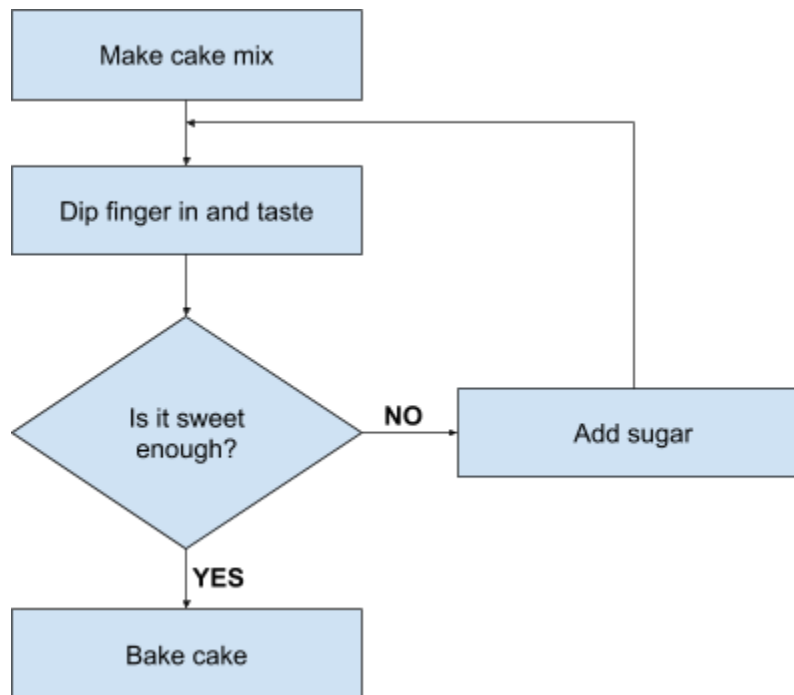 Make cake mix
Dip finger in and taste
Is it sweet
enough?
NO
Add sugar
YES
Bake cake